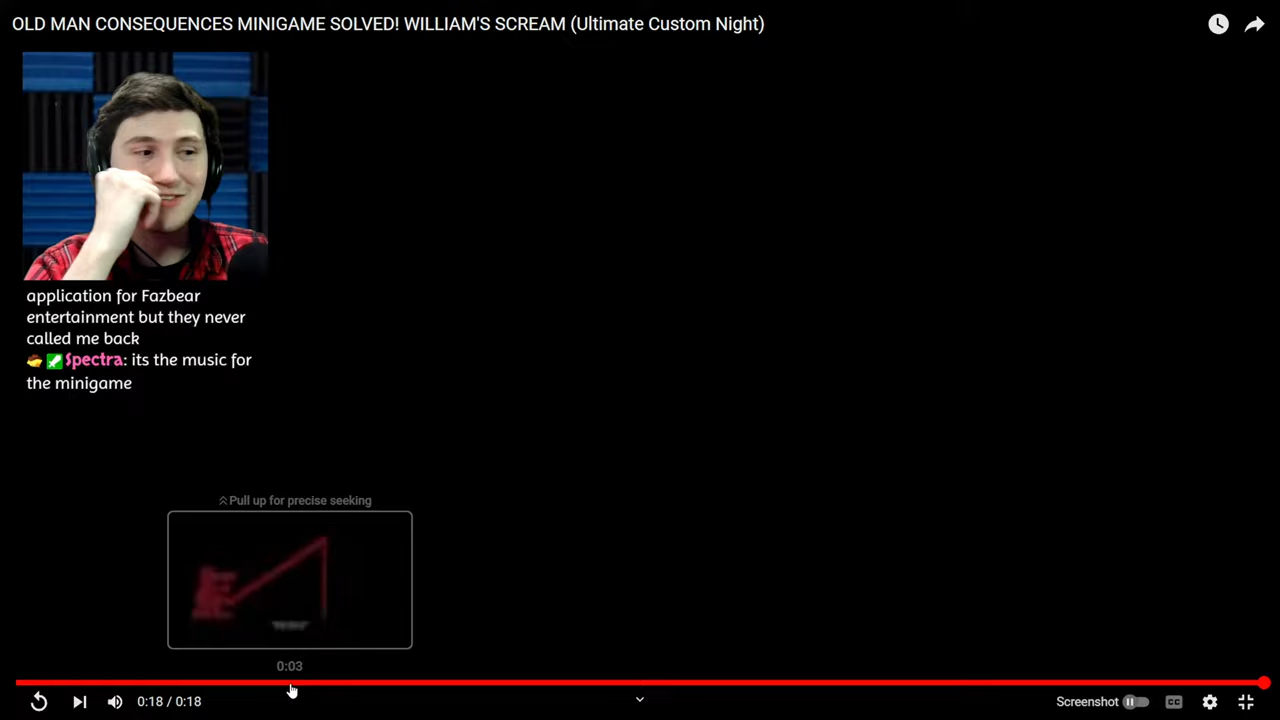 OLD MAN CONSEQUENCES MINIGAME SOLVED! WILLIAM'S SCREAM (Ultimate Custom Night)
application for Fazbear
entertainment but they never
called me back
Spectra: its the music for
the minigame
Pull up for precise seeking
0:03
0:18 / 0:18
Screenshot
CC